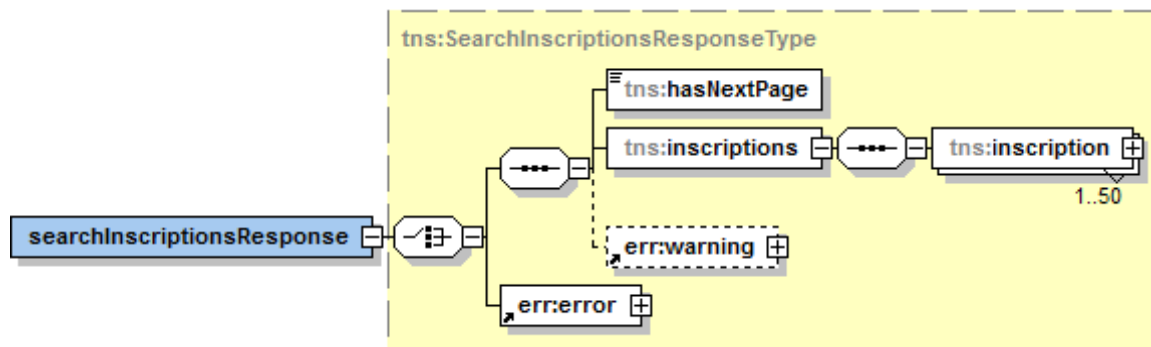 tns:SearchInscriptionsResponseType
tns:hasNextPage
tns:inscriptions
tns:inscription
1..50
searchInscriptionsResponse
err:warning
err:error